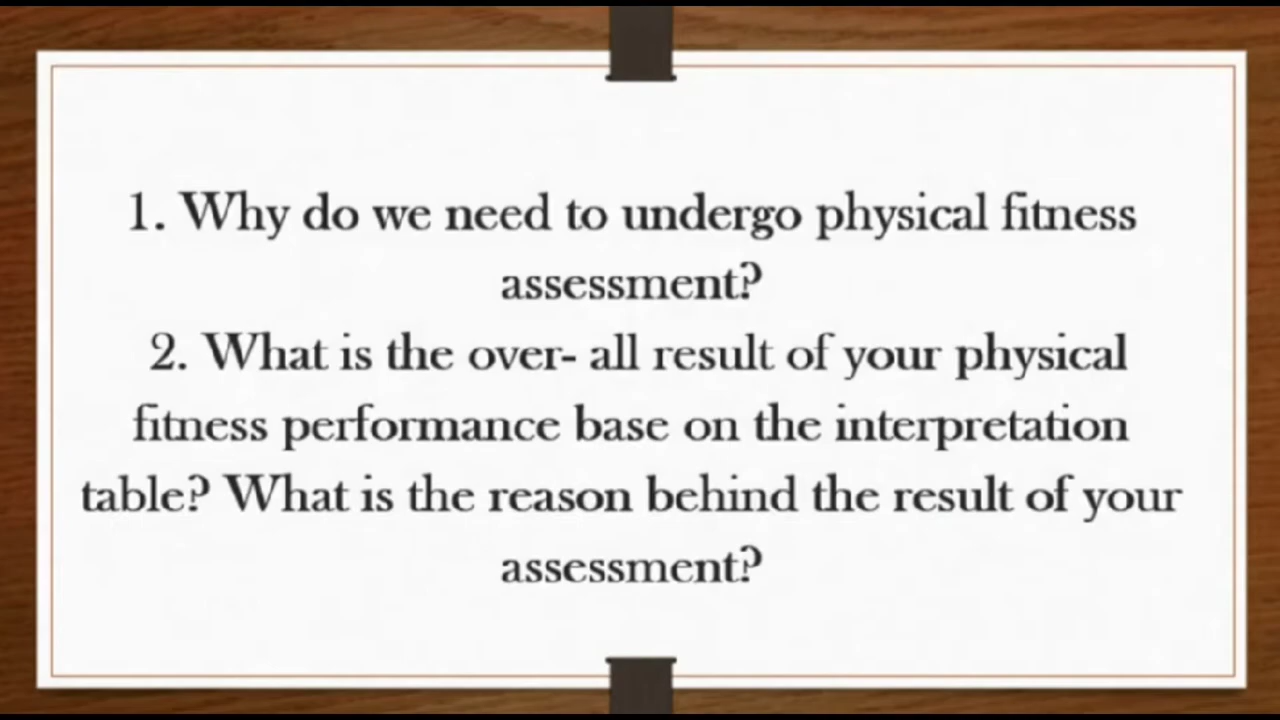 1. Why do we need to undergo physical fitness
assessment?
2. What is the over- all result of your physical
fitness performance base on the interpretation
table? What is the reason behind the result of your
assessment?